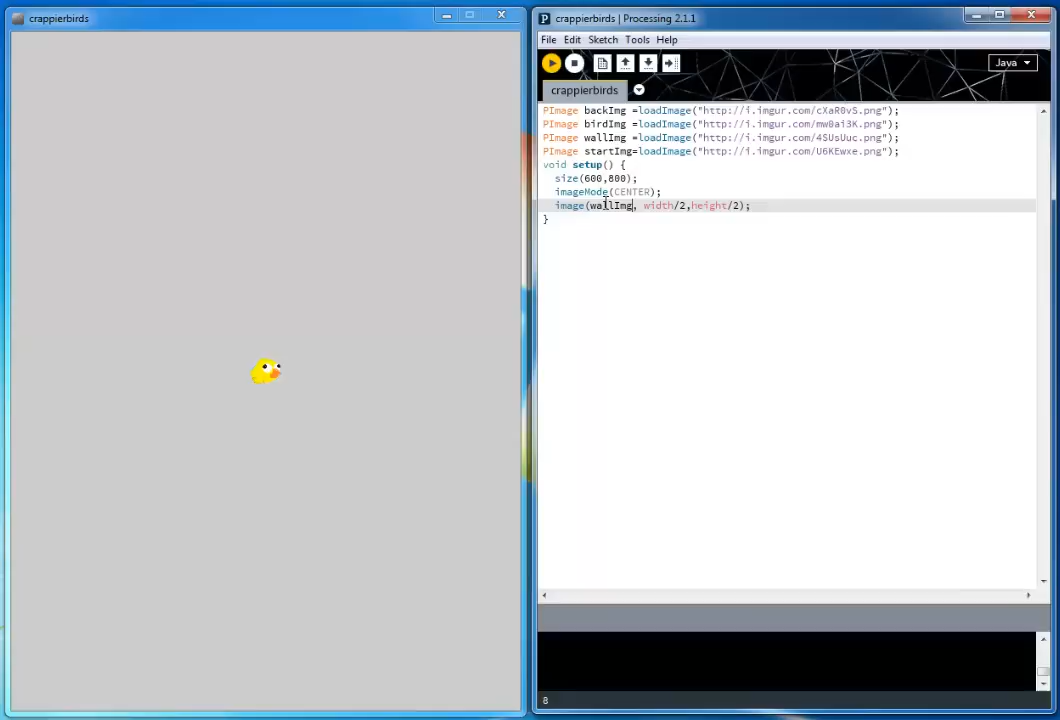 crappierbirds
crappierbirds | Processing 2.1.1
File Edit Sketch Tools Help
Java
crappierbirds
PImage backImg =loadImage("http://i.imgur.com/cXaR0vS.png");
PImage birdImg =loadImage("http://i.imgur.com/mw0ai3K.png");
PImage wallImg =loadImage("http://i.imgur.com/4SUsUuc.png");
PImage startImg=loadImage("http://i.imgur.com/U6KEwxe.png");
void setup() {
size(600,800);
imageMode(CENTER);
image(wallImg, width/2,height/2);
}
8